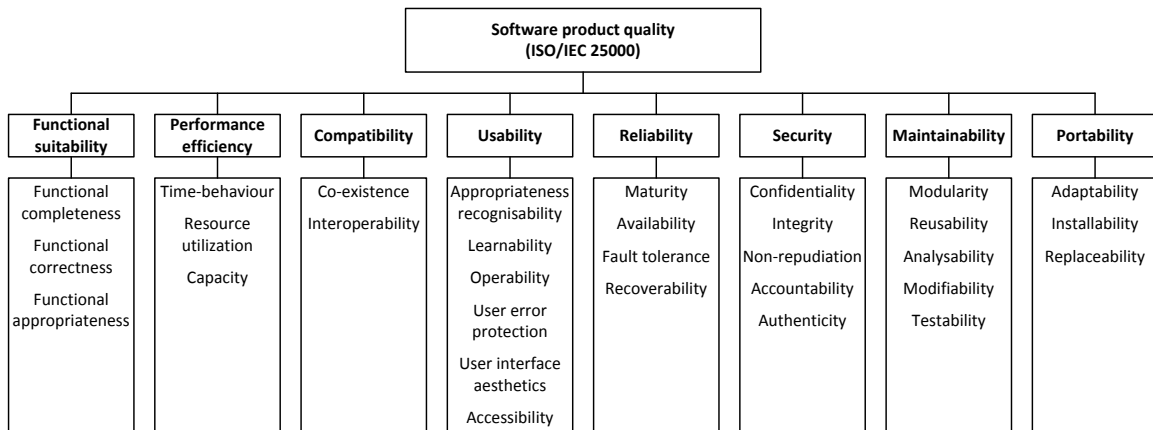 Software product quality
(ISO/IEC 25000)
Functional
suitability
Performance
efficiency
Compatibility
Usability
Reliability
Security
Maintainability
Portability
Functional
completeness
Functional
correctness
Functional
appropriateness
Time-behaviour
Resource
utilization
Capacity
Co-existence
Interoperability
Appropriateness
recognisability
Learnability
Operability
User error
protection
User interface
aesthetics
Accessibility
Maturity
Availability
Fault tolerance
Recoverability
Confidentiality
Integrity
Non-repudiation
Accountability
Authenticity
Modularity
Reusability
Analysability
Modifiability
Testability
Adaptability
Installability
Replaceability